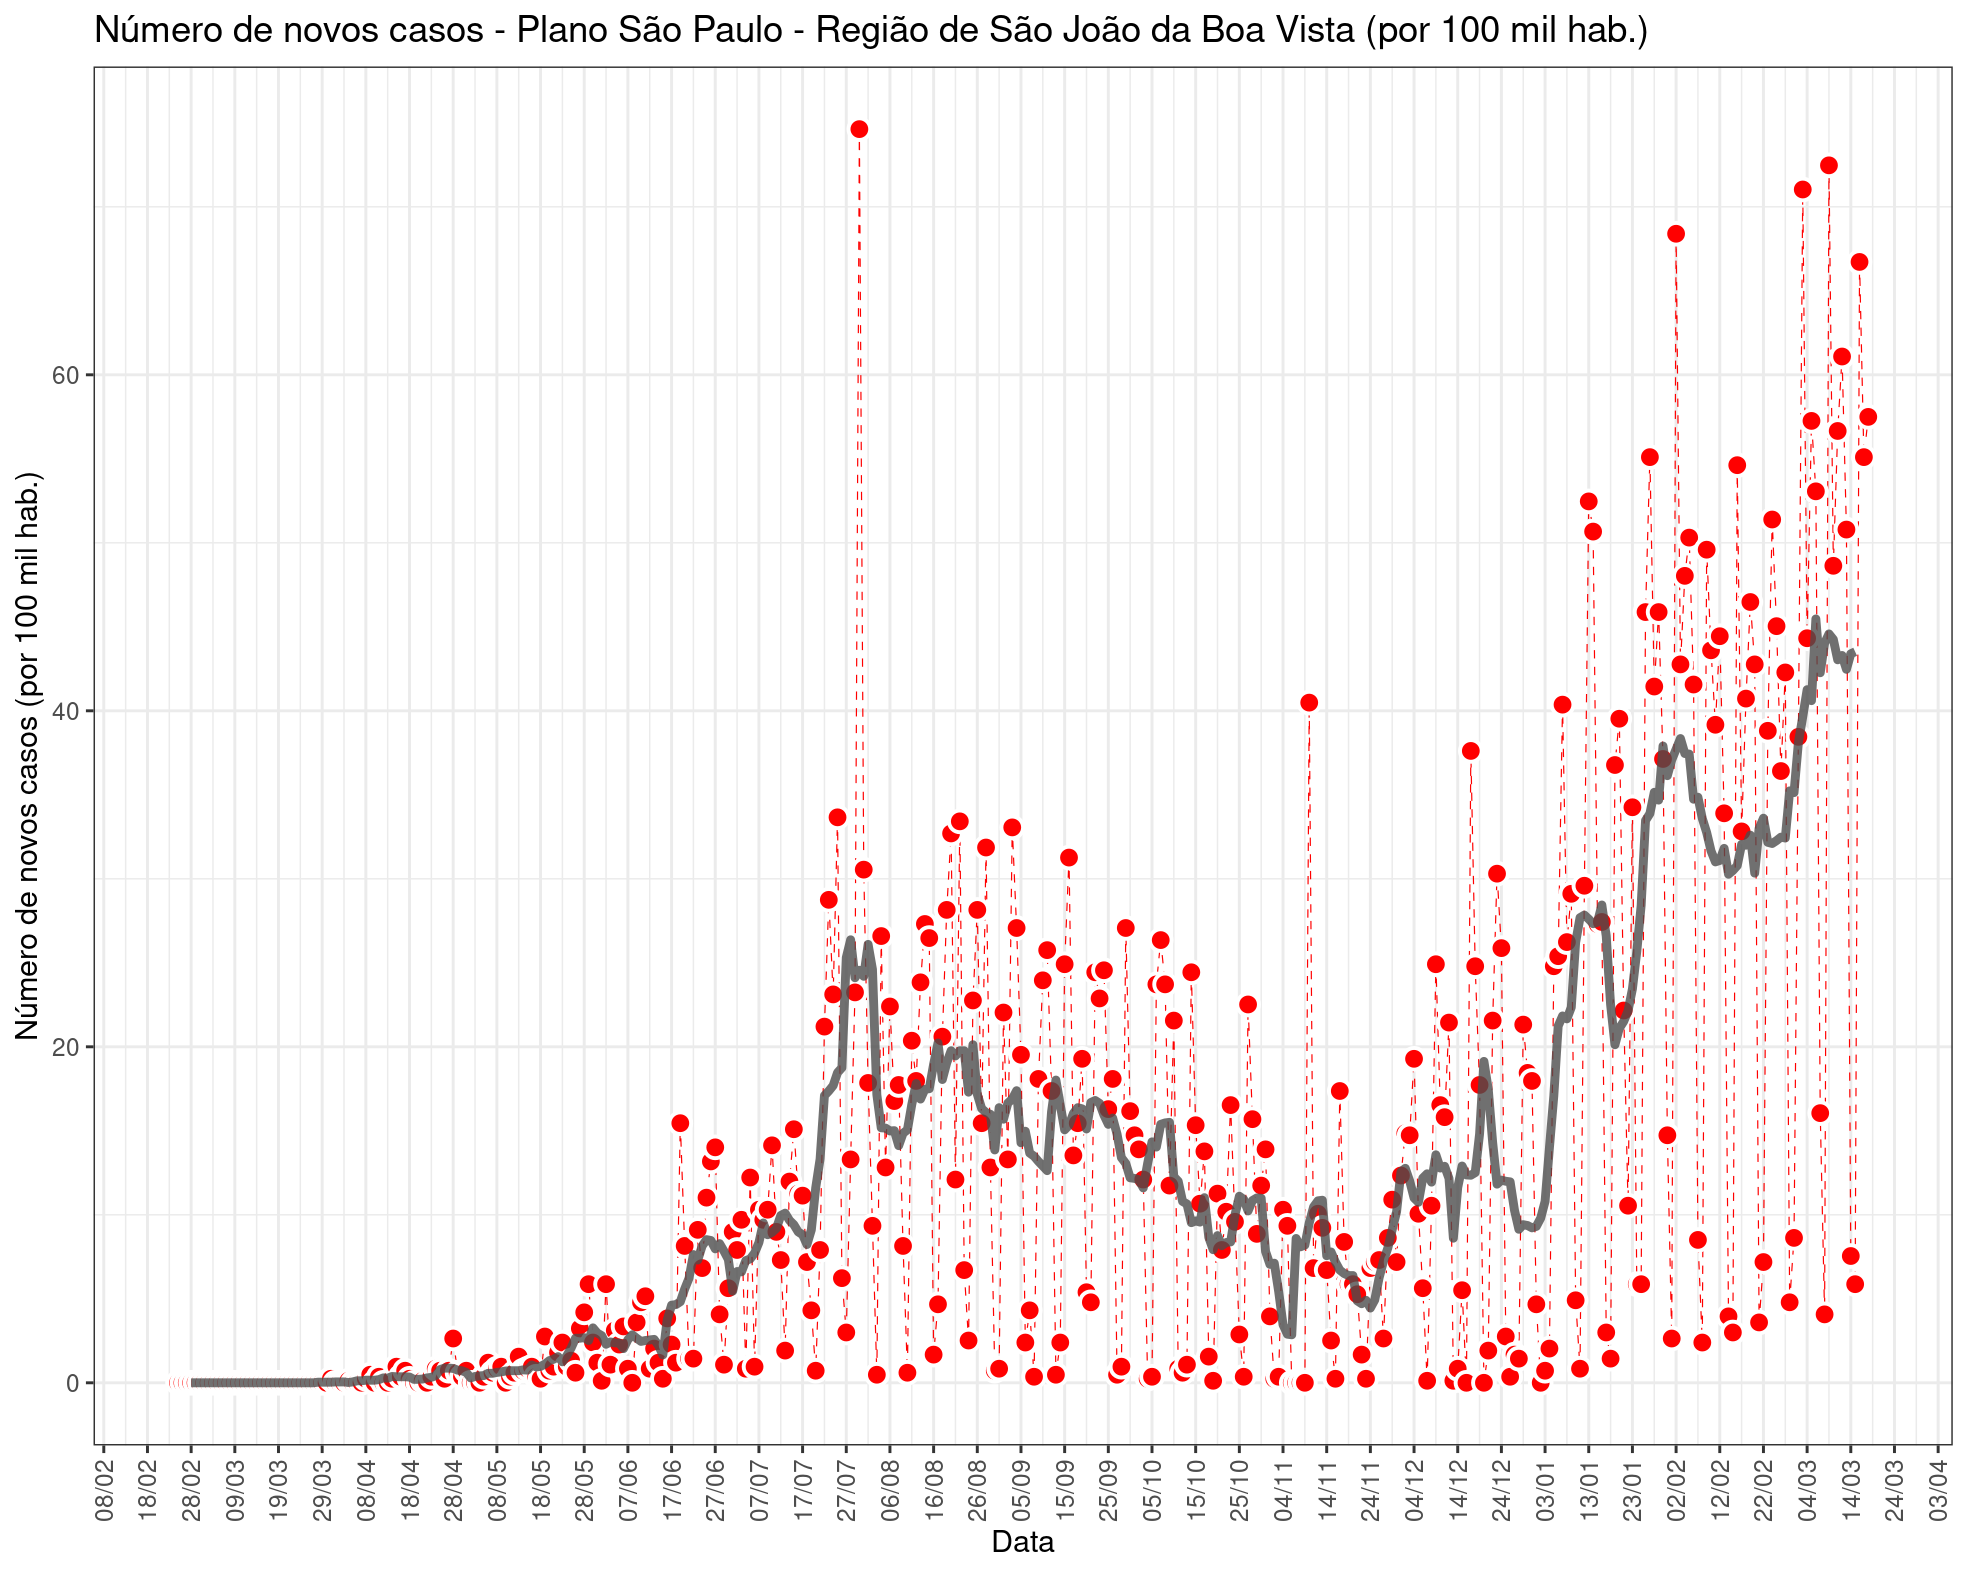 Número de novos casos - Plano São Paulo - Região de São João da Boa Vista (por 100 mil hab.)
Número de novos casos (por 100 mil hab.)
60
40
20
0
08/02 18/02 28/02 09/03 19/03 29/03 08/04 18/04 28/04 08/05 18/05 28/05 07/06 17/06 27/06 07/07 17/07 27/07 06/08 16/08 26/08 05/09 15/09 25/09 05/10 15/10 25/10 04/11 14/11 24/11 04/12 14/12 24/12 03/01 13/01 23/01 02/02 12/02 22/02 04/03 14/03 24/03 03/04
Data